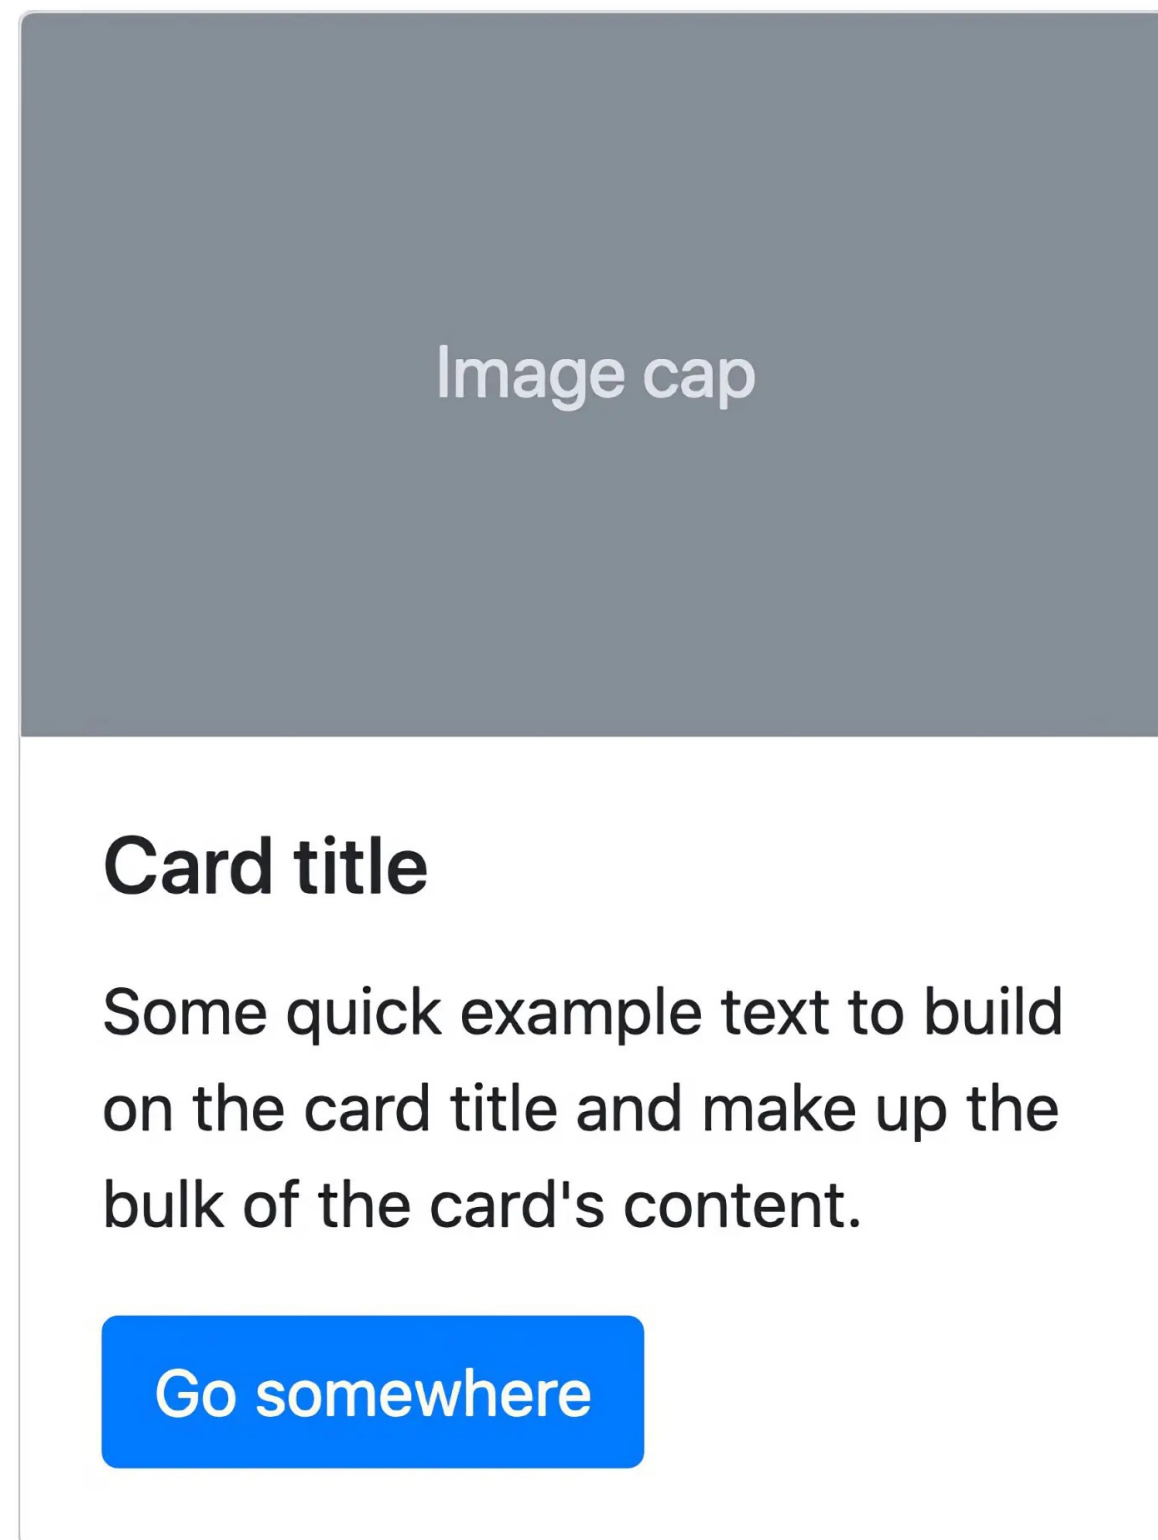 Image cap
Card title
Some quick example text to build
on the card title and make up the
bulk of the card's content.
Go somewhere